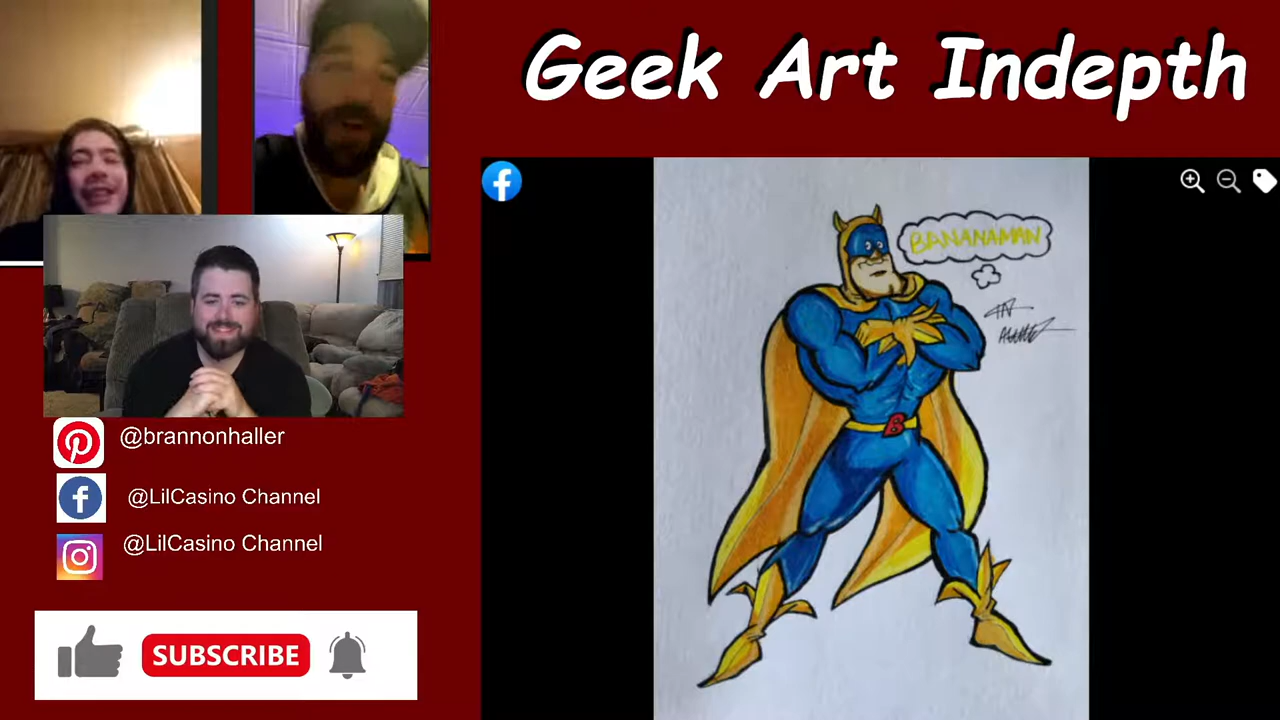 Geek Art Indepth
BANANAMAN
B
@brannonhaller
@LilCasino Channel
@LilCasino Channel
SUBSCRIBE